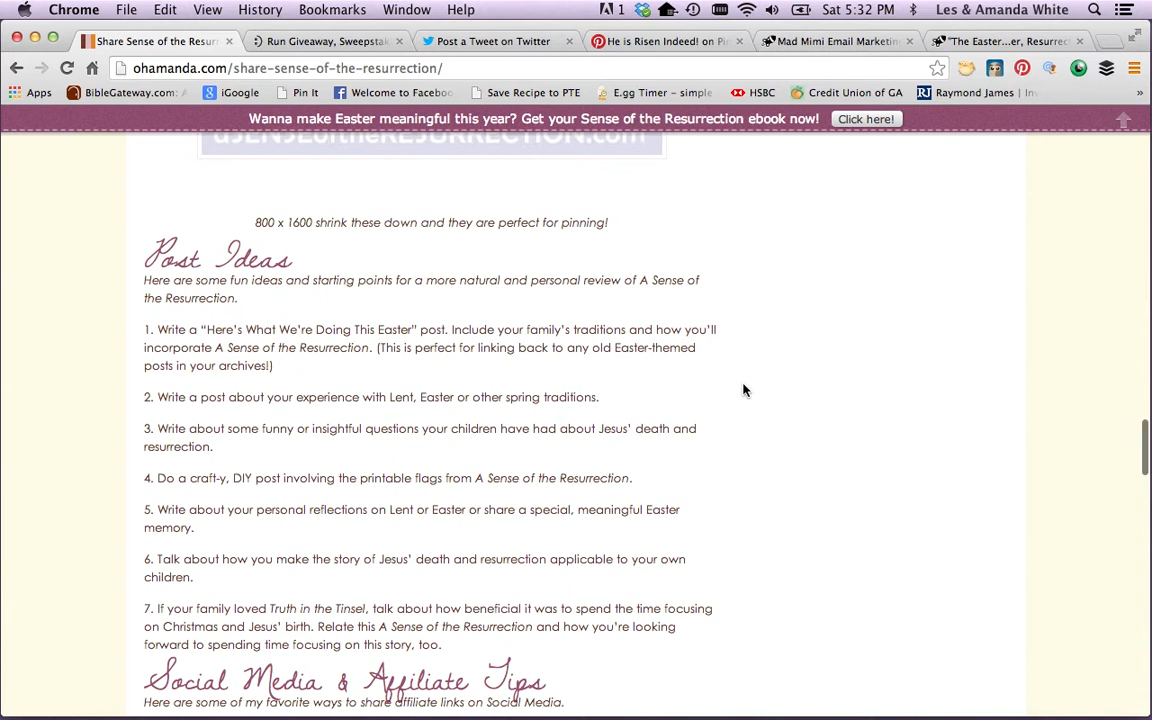 Chrome File Edit View History Bookmarks Window Help 1 Sat 5:32 PM Les & Amanda White
Share Sense of the Resurr Run Giveaway, Sweepstak Post a Tweet on Twitter He is Risen Indeed! on Pi Mad Mimi Email Marketin "The Easter...er, Resurrec
ohamanda.com/share-sense-of-the-resurrection/
Apps BibleGateway.com: iGoogle Pin It Welcome to Facebo Save Recipe to PTE E.gg Timer - simple HSBC Credit Union of GA Raymond James | In »
Wanna make Easter meaningful this year? Get your Sense of the Resurrection ebook now! Click here!
aSENSEoftheRESURRECTION.com
800 x 1600 shrink these down and they are perfect for pinning!
Post Ideas
Here are some fun ideas and starting points for a more natural and personal review of A Sense of
the Resurrection.
1. Write a “Here’s What We’re Doing This Easter” post. Include your family’s traditions and how you’ll
incorporate A Sense of the Resurrection. (This is perfect for linking back to any old Easter-themed
posts in your archives!)
2. Write a post about your experience with Lent, Easter or other spring traditions.
3. Write about some funny or insightful questions your children have had about Jesus’ death and
resurrection.
4. Do a craft-y, DIY post involving the printable flags from A Sense of the Resurrection.
5. Write about your personal reflections on Lent or Easter or share a special, meaningful Easter
memory.
6. Talk about how you make the story of Jesus’ death and resurrection applicable to your own
children.
7. If your family loved Truth in the Tinsel, talk about how beneficial it was to spend the time focusing
on Christmas and Jesus’ birth. Relate this A Sense of the Resurrection and how you’re looking
forward to spending time focusing on this story, too.
Social Media & Affiliate Tips
Here are some of my favorite ways to share affiliate links on Social Media.